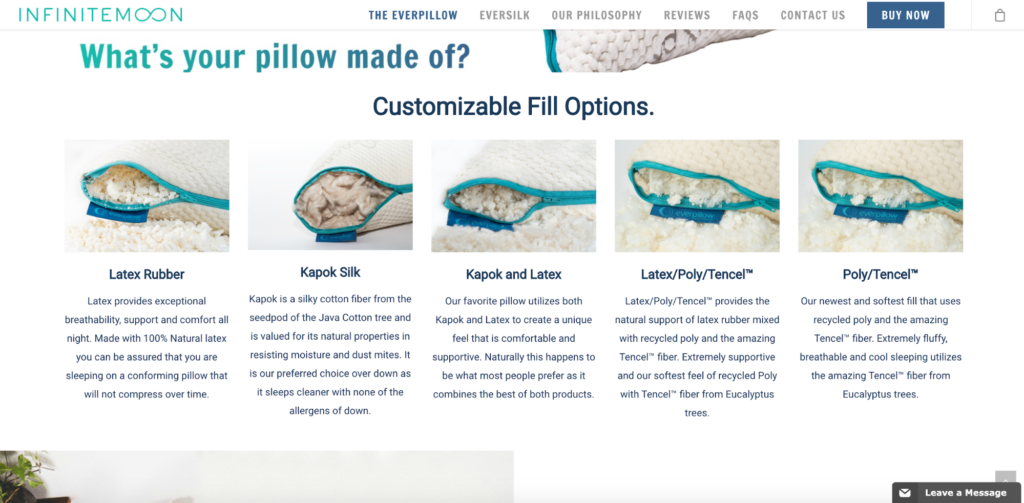 INFINITEMOON
THE EVERPILLOW
EVERSILK
OUR PHILOSOPHY
REVIEWS
FAQS
CONTACT US
BUY NOW
What's your pillow made of?
Customizable Fill Options.
Latex Rubber
Latex provides exceptional
breathability, support and comfort all
night. Made with 100% Natural latex
you can be assured that you are
sleeping on a conforming pillow that
will not compress over time.
Kapok Silk
Kapok is a silky cotton fiber from the
seedpod of the Java Cotton tree and
is valued for its natural properties in
resisting moisture and dust mites. It
is our preferred choice over down as
it sleeps cleaner with none of the
allergens of down.
Kapok and Latex
Our favorite pillow utilizes both
Kapok and Latex to create a unique
feel that is comfortable and
supportive. Naturally this happens to
be what most people prefer as it
combines the best of both products.
everpillow
Latex/Poly/Tencel™
Latex/Poly/Tencel™ provides the
natural support of latex rubber mixed
with recycled poly and the amazing
Tencel™ fiber. Extremely supportive
and our softest feel of recycled Poly
with Tencel™ fiber from Eucalyptus
trees.
everpillow
Poly/Tencel™
Our newest and softest fill that uses
recycled poly and the amazing
Tencel™ fiber. Extremely fluffy,
breathable and cool sleeping utilizes
the amazing Tencel™ fiber from
Eucalyptus trees.
Leave a Message